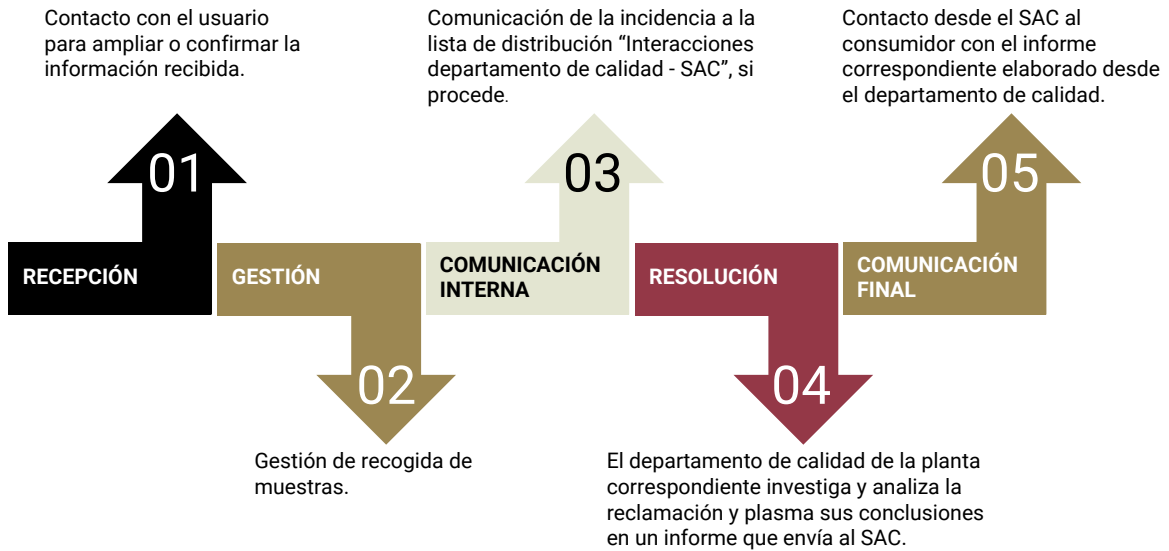 Contacto con el usuario
para ampliar o confirmar la
información recibida.
Comunicación de la incidencia a la
lista de distribución “Interacciones
departamento de calidad - SAC”, si
procede.
Contacto desde el SAC al
consumidor con el informe
correspondiente elaborado desde
el departamento de calidad.
01
03
05
RECEPCIÓN
GESTIÓN
COMUNICACIÓN
INTERNA
RESOLUCIÓN
COMUNICACIÓN
FINAL
02
04
Gestión de recogida de
muestras.
El departamento de calidad de la planta
correspondiente investiga y analiza la
reclamación y plasma sus conclusiones
en un informe que envía al SAC.